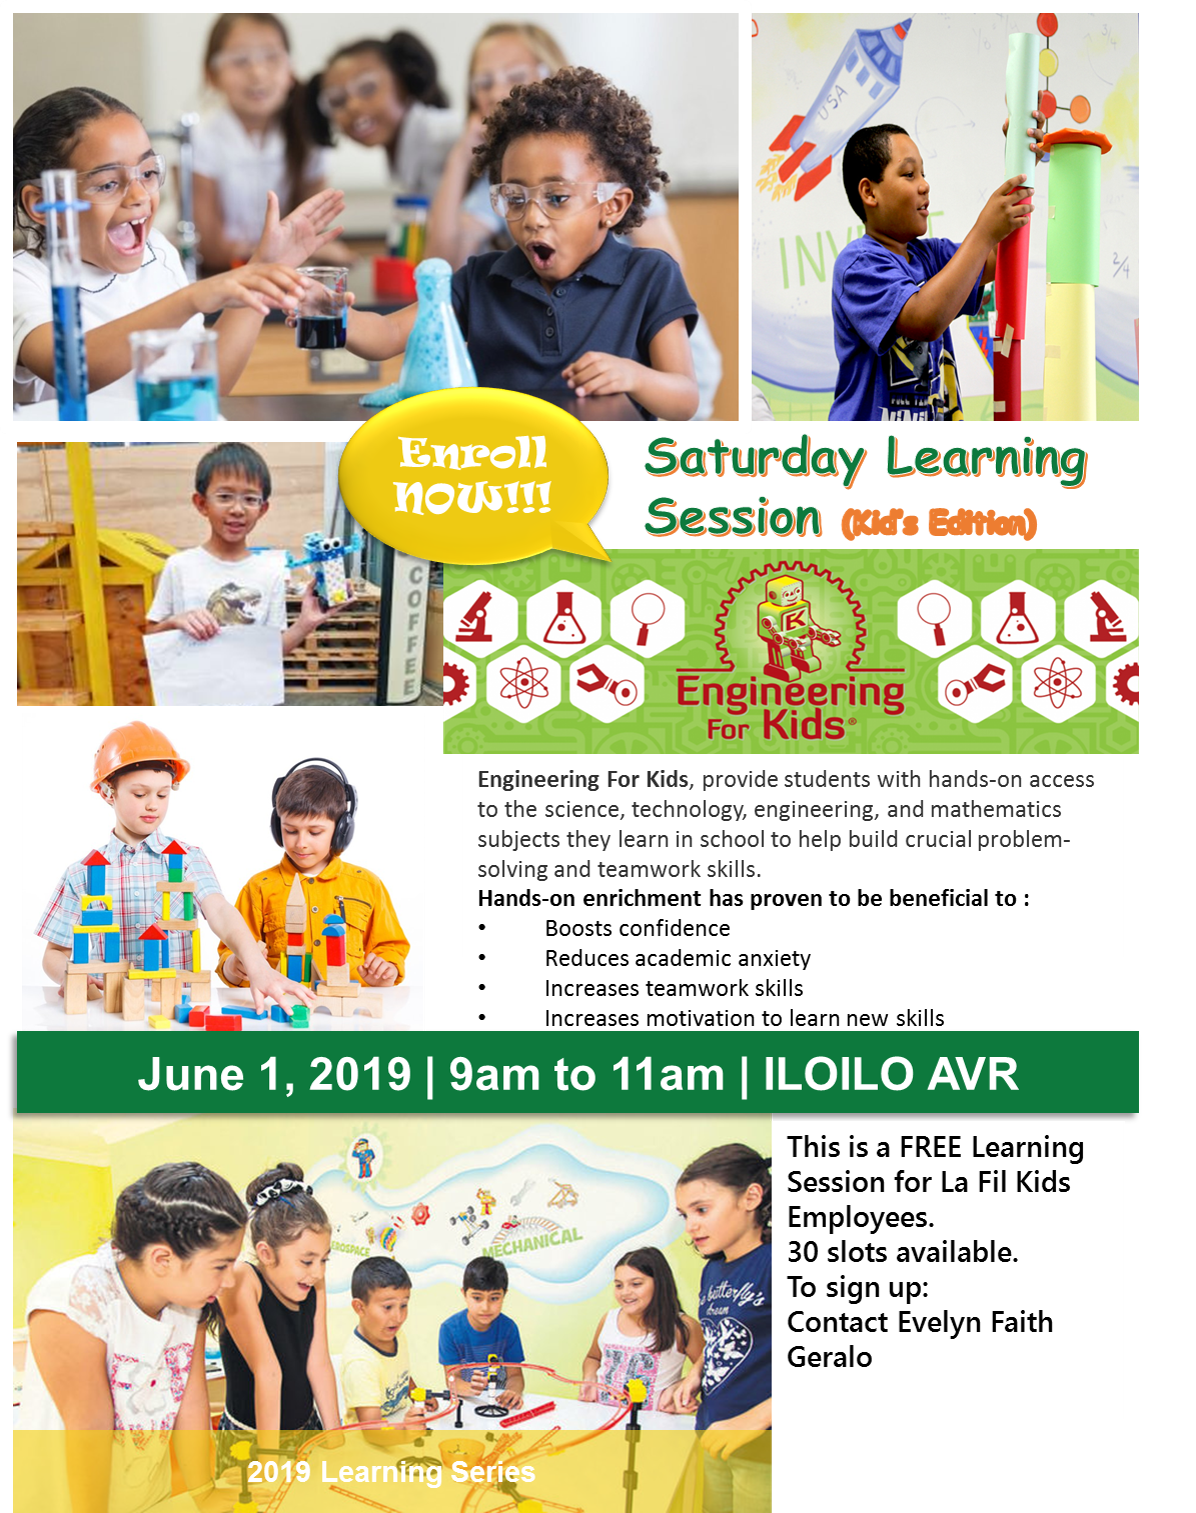 USA
INV
2/4
Enroll
now!!!
Saturday Learning
Session (Kid's Edition)
COFFEE
K
Engineering
For Kids®
Engineering For Kids, provide students with hands-on access
to the science, technology, engineering, and mathematics
subjects they learn in school to help build crucial problem-
solving and teamwork skills.
Hands-on enrichment has proven to be beneficial to :
• Boosts confidence
• Reduces academic anxiety
• Increases teamwork skills
• Increases motivation to learn new skills
June 1, 2019 | 9am to 11am | ILOILO AVR
This is a FREE Learning
Session for La Fil Kids
Employees.
30 slots available.
To sign up:
Contact Evelyn Faith
Geralo
MECHANICAL
butterfly's
dream
2019 Learning Series